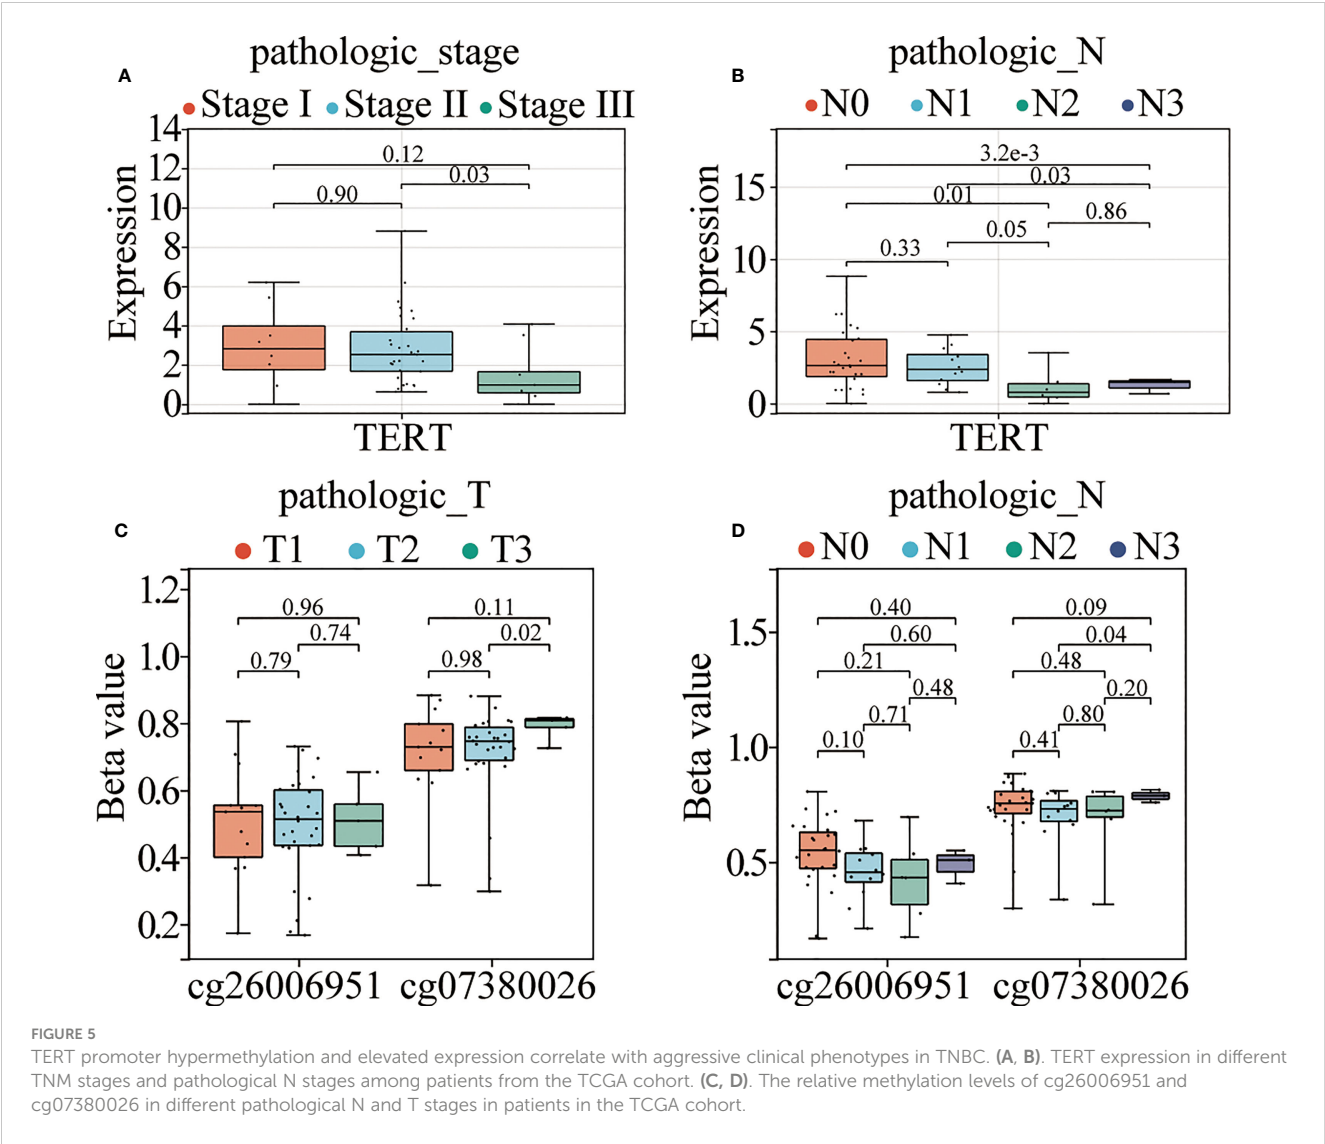 pathologic_stage
A
Stage I Stage II Stage III
14
12
10
8
6
4
2
0
0
Expression
0.12
0.03
0.90
TERT
pathologic_N
B
N0 N1 N2 N3
15
10
5
0
Expression
3.2e-3
0.03
0.01
0.86
0.05
0.33
TERT
pathologic_T
C
T1 T2 T3
1.2
1.0
0.8
0.6
0.4
0.2
Beta value
0.96
0.74
0.79
0.11
0.02
0.98
cg26006951 cg07380026
pathologic_N
D
N0 N1 N2 N3
1.5
1.0
0.5
Beta value
0.40
0.60
0.21
0.48
0.71
0.10
0.09
0.04
0.48
0.20
0.80
0.41
cg26006951 cg07380026
FIGURE 5
TERT promoter hypermethylation and elevated expression correlate with aggressive clinical phenotypes in TNBC. (A, B). TERT expression in different
TNM stages and pathological N stages among patients from the TCGA cohort. (C, D). The relative methylation levels of cg26006951 and
cg07380026 in different pathological N and T stages in patients in the TCGA cohort.